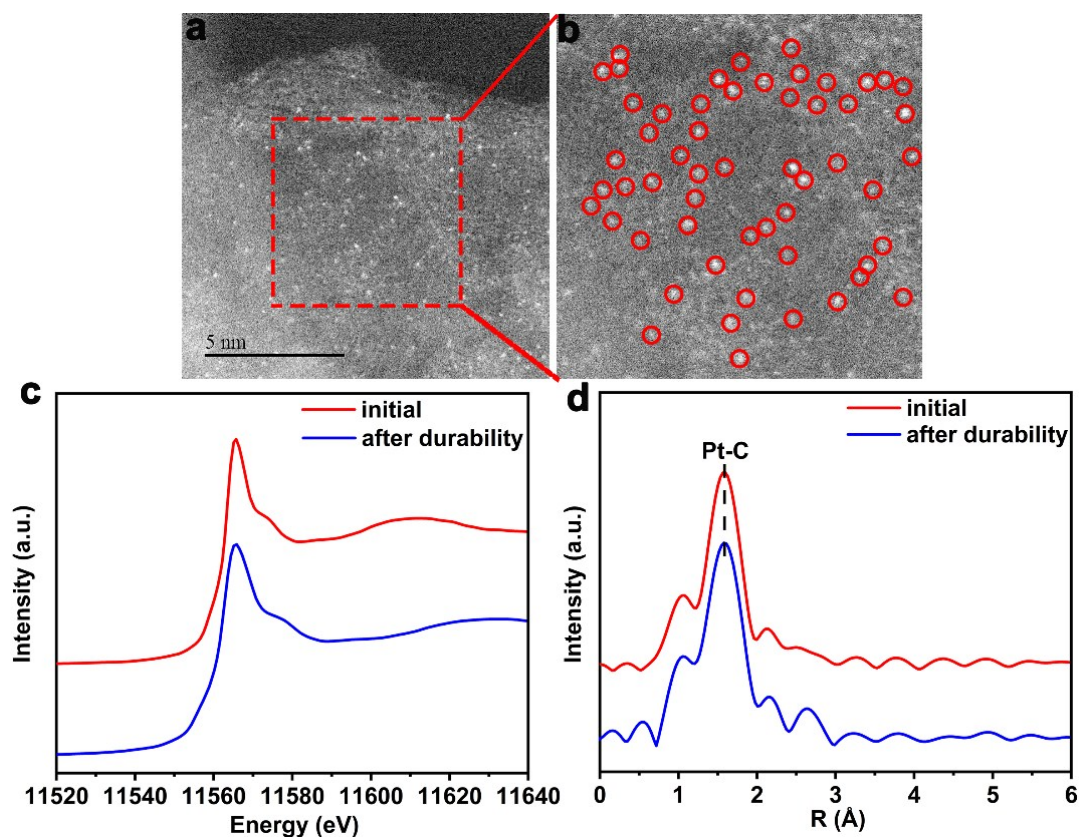 a
b
5 nm
c
initial
after durability
Intensity (a.u.)
11520 11540 11560 11580 11600 11620 11640
Energy (eV)
d
initial
after durability
Pt-C
Intensity (a.u.)
0 1 2 3 4 5 6
R (Å)